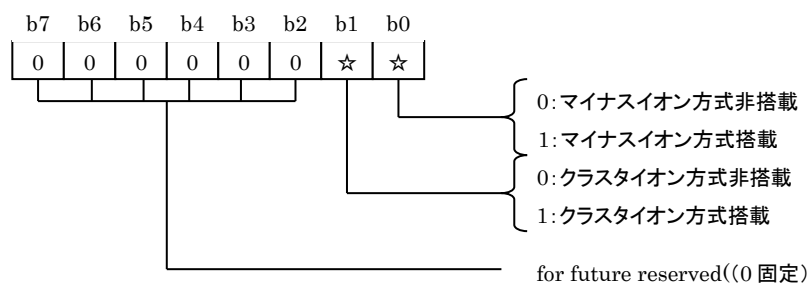 b7 b6 b5 b4 b3 b2 b1 b0
0 0 0 0 0 0 ☆ ☆
0:マイナスイオン方式非搭載
1:マイナスイオン方式搭載
0:クラスタイオン方式非搭載
1:クラスタイオン方式搭載
for future reserved((0 固定)